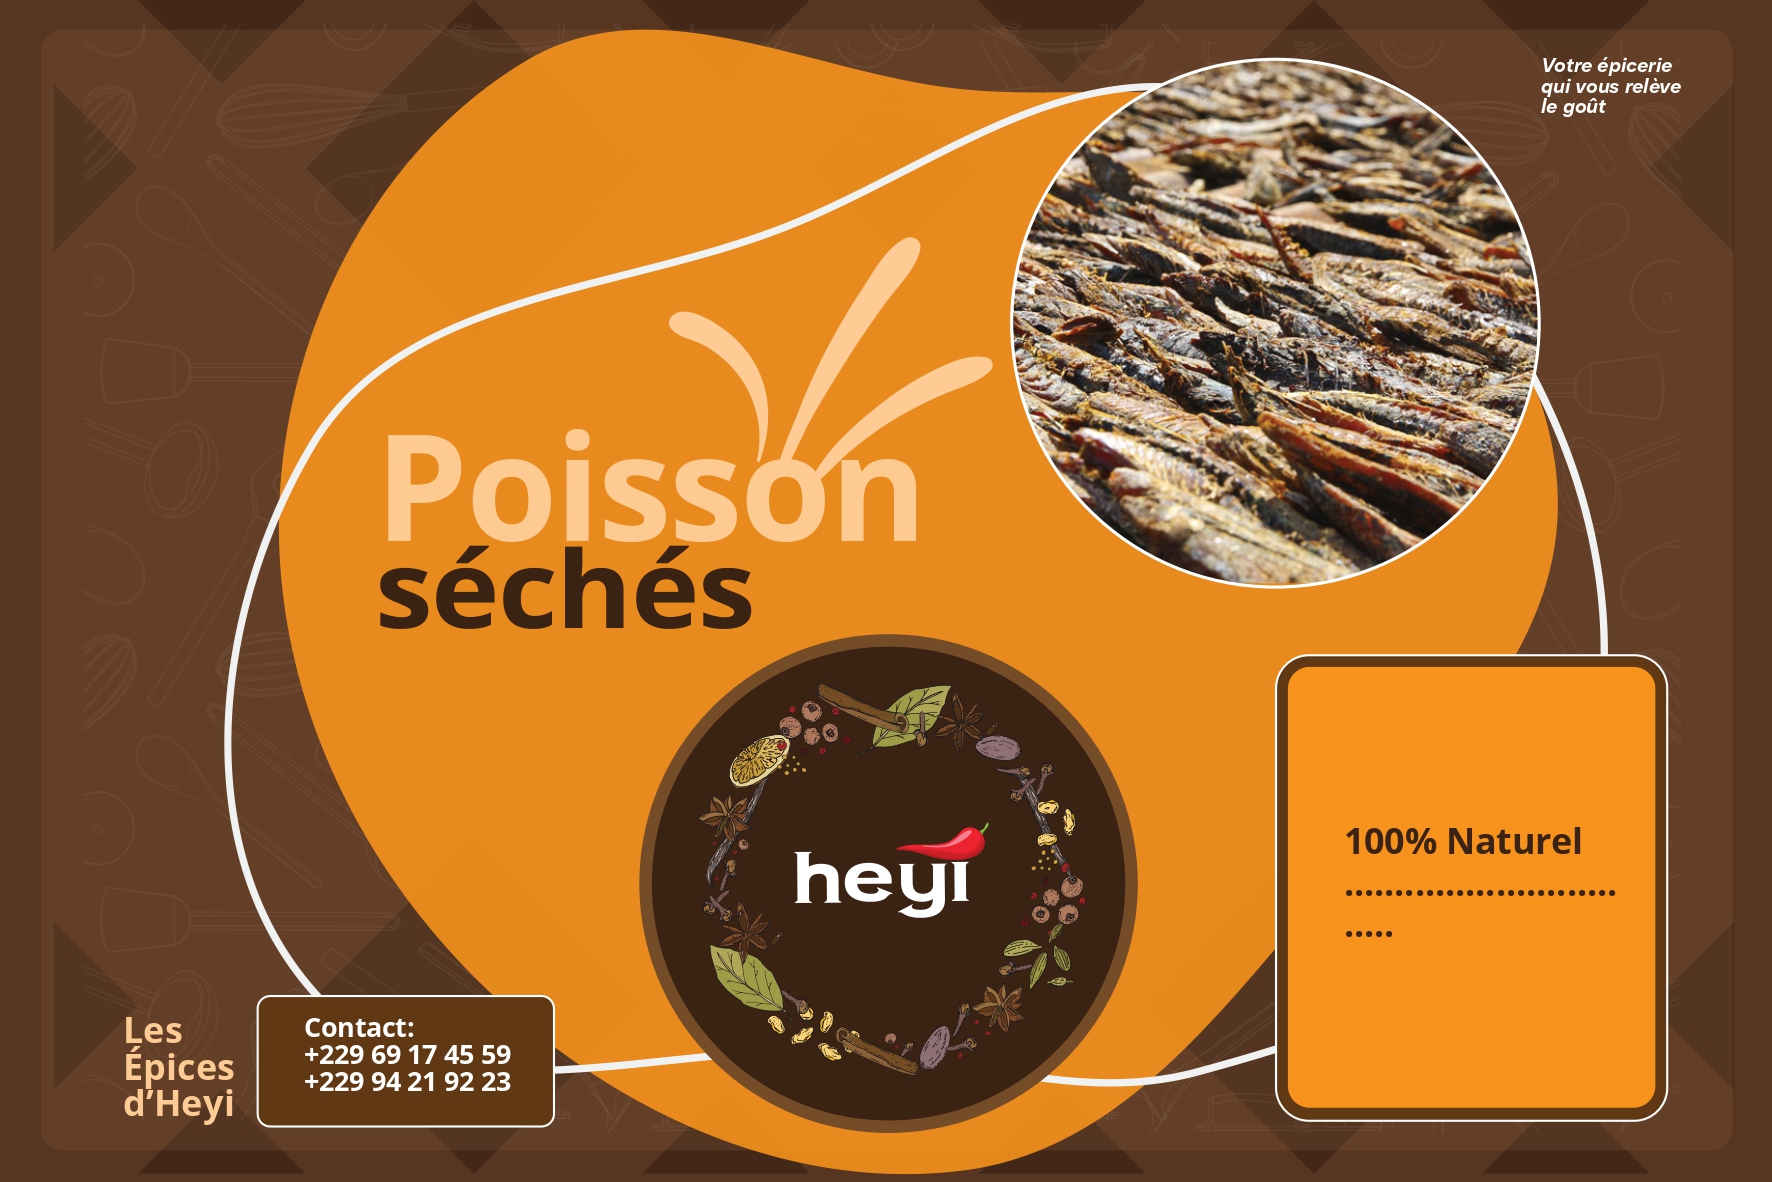 Votre épicerie
qui vous relève
le goût
Poisson
séchés
heyi
100% Naturel
...........................
.....
Les
Épices
d’Heyi
Contact:
+229 69 17 45 59
+229 94 21 92 23